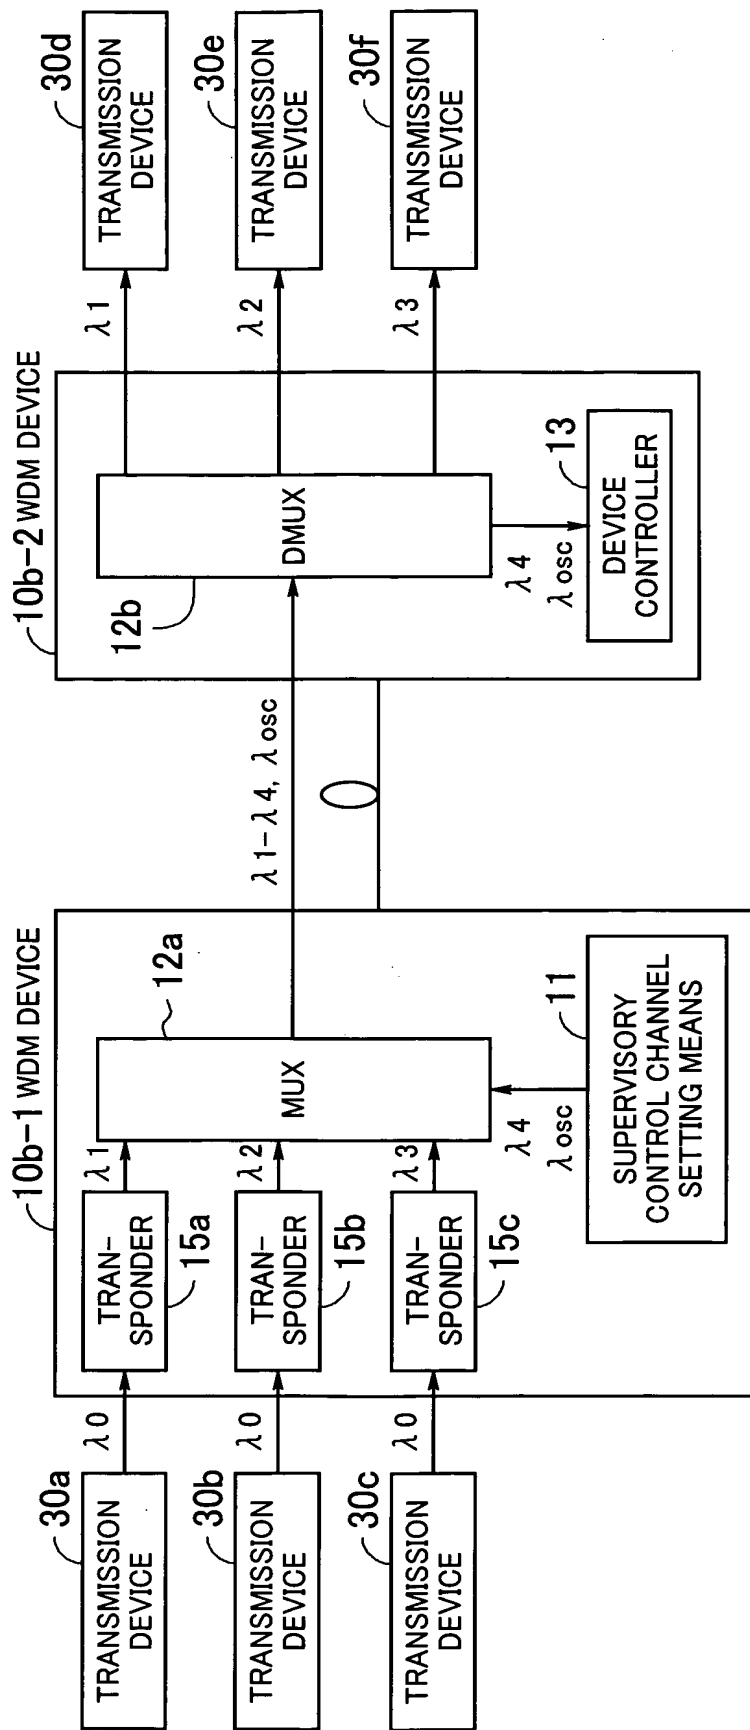 30a
TRANSMISSION
DEVICE
λ0
30b
TRANSMISSION
DEVICE
λ0
30c
TRANSMISSION
DEVICE
λ0
10b-1 WDM DEVICE
TRAN-
SPONDER
15a
λ1
TRAN-
SPONDER
15b
λ2
TRAN-
SPONDER
15c
λ3
12a
MUX
λ4
λosc
11
SUPERVISORY
CONTROL CHANNEL
SETTING MEANS
λ1-λ4, λosc
10b-2 WDM DEVICE
12b
DMUX
λ4
λosc
13
DEVICE
CONTROLLER
λ1
30d
TRANSMISSION
DEVICE
λ2
30e
TRANSMISSION
DEVICE
λ3
30f
TRANSMISSION
DEVICE